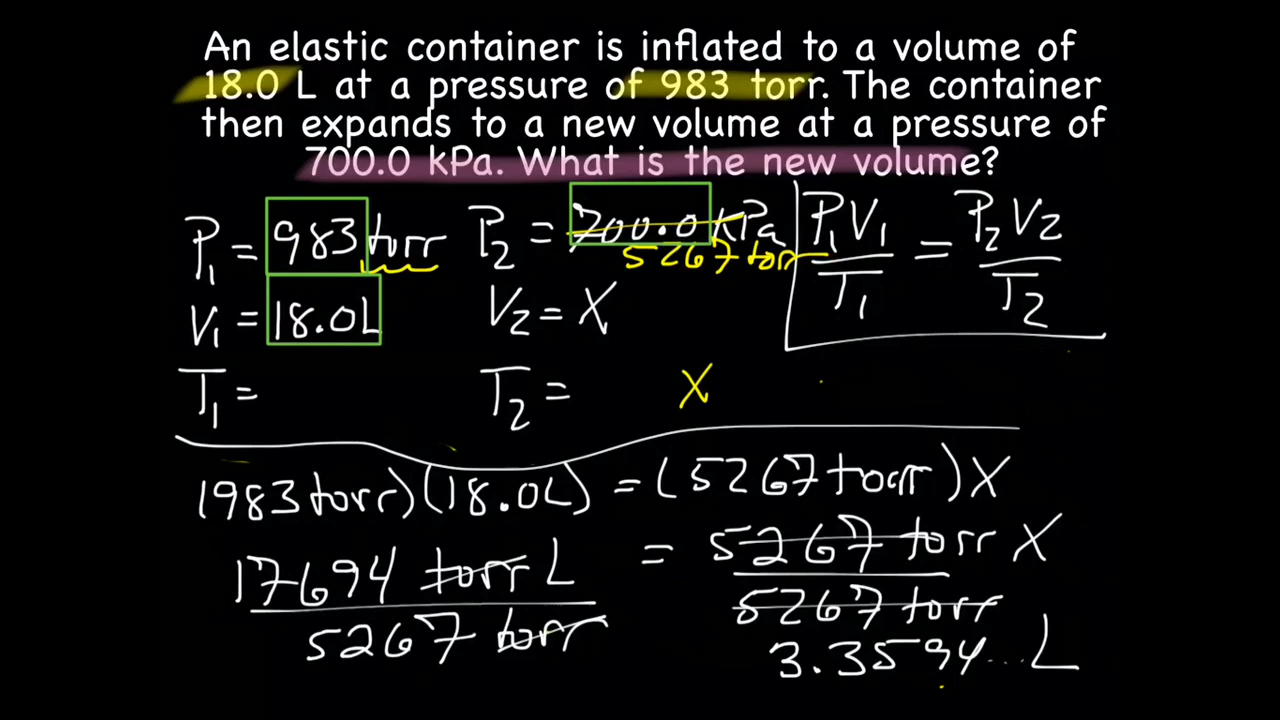 An elastic container is inflated to a volume of
18.0 L at a pressure of 983 torr. The container
then expands to a new volume at a pressure of
700.0 kPa. What is the new volume?
P₁ = 983 torr P₂ = 700.0 kPa P₁V₁/T₁ = P₂V₂/T₂
5267 torr
V₁ = 18.0L V₂ = X
T₁ = T₂ = X
(983 torr)(18.0L) = (5267 torr)X
17694 torr L = 5267 torr X
5267 torr 5267 torr
3.3594... L